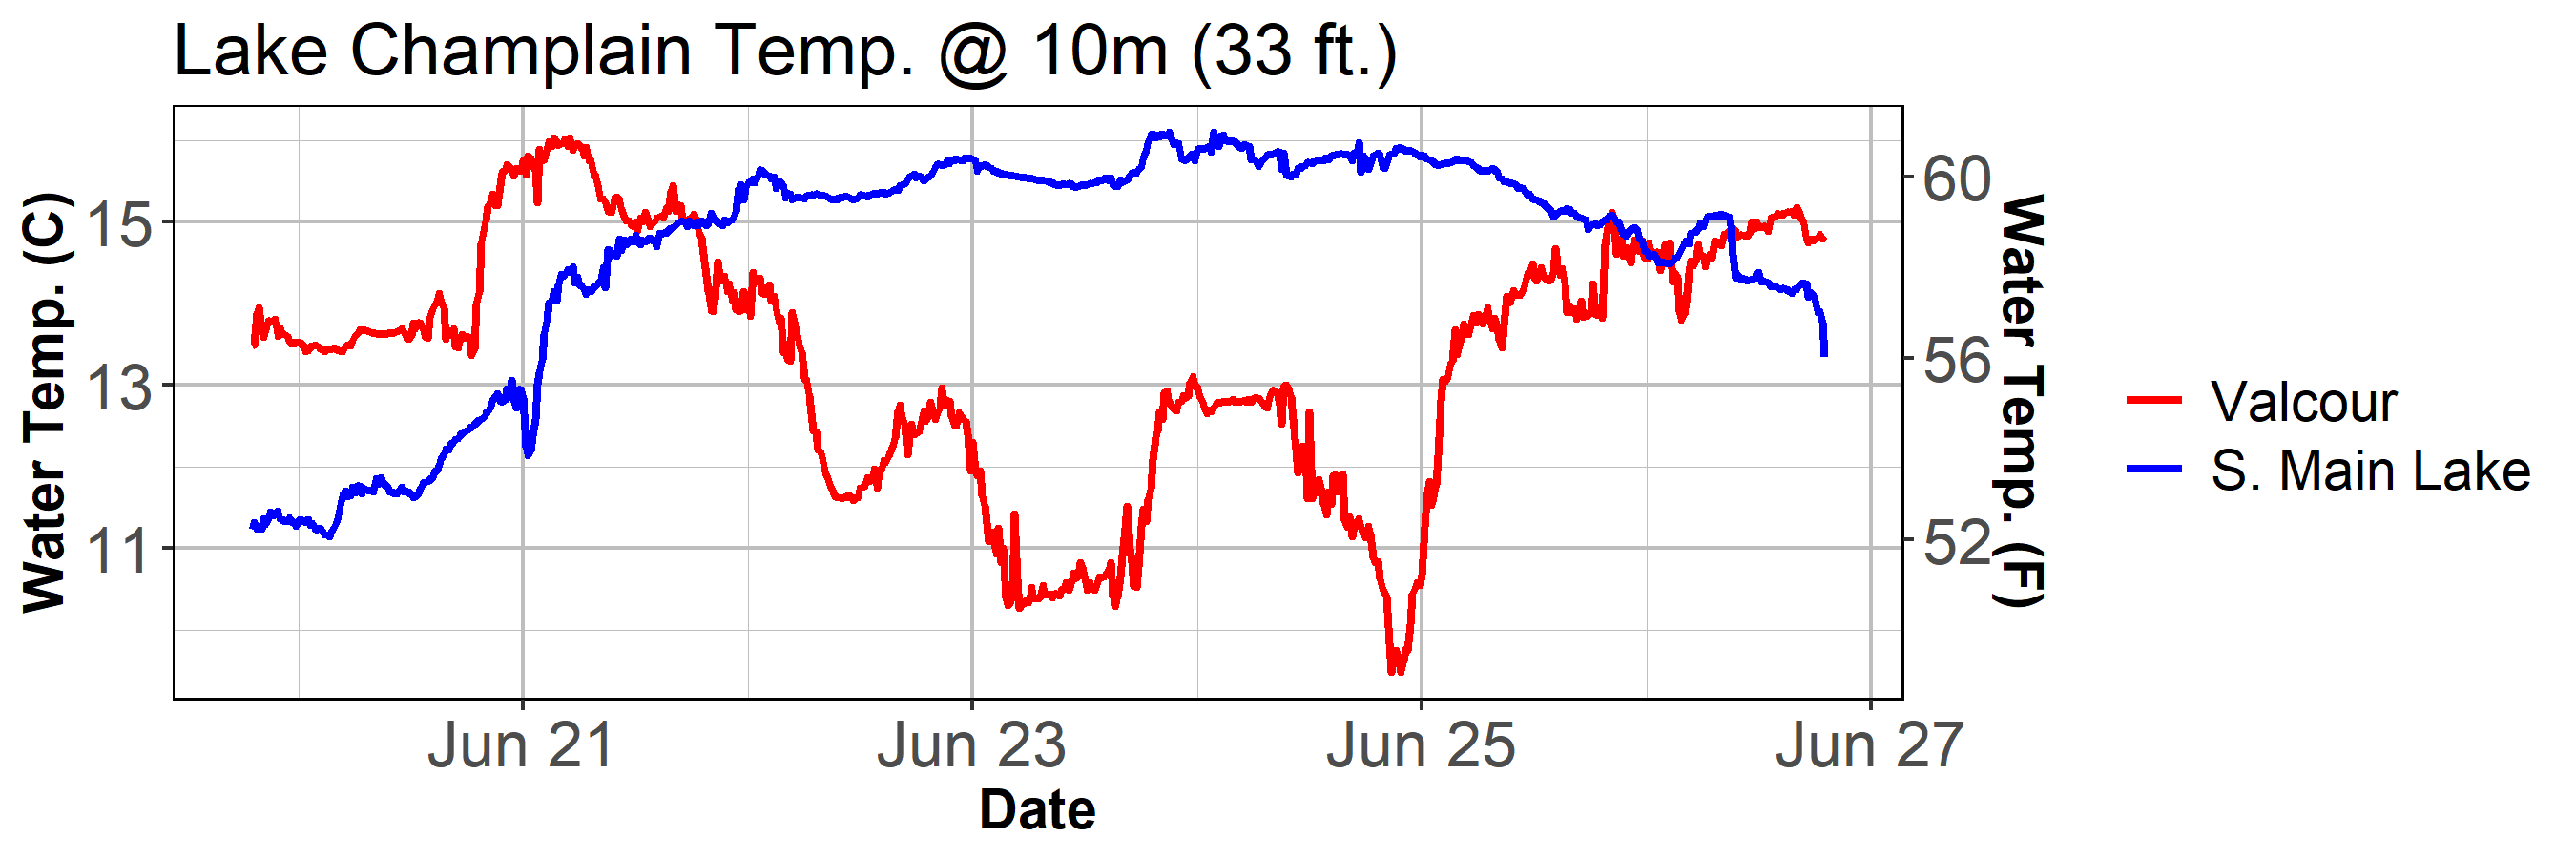 Lake Champlain Temp. @ 10m (33 ft.)
Water Temp. (C)
15
13
11
60
56
52
Water Temp. (F)
Valcour
S. Main Lake
Jun 21
Jun 23
Jun 25
Jun 27
Date